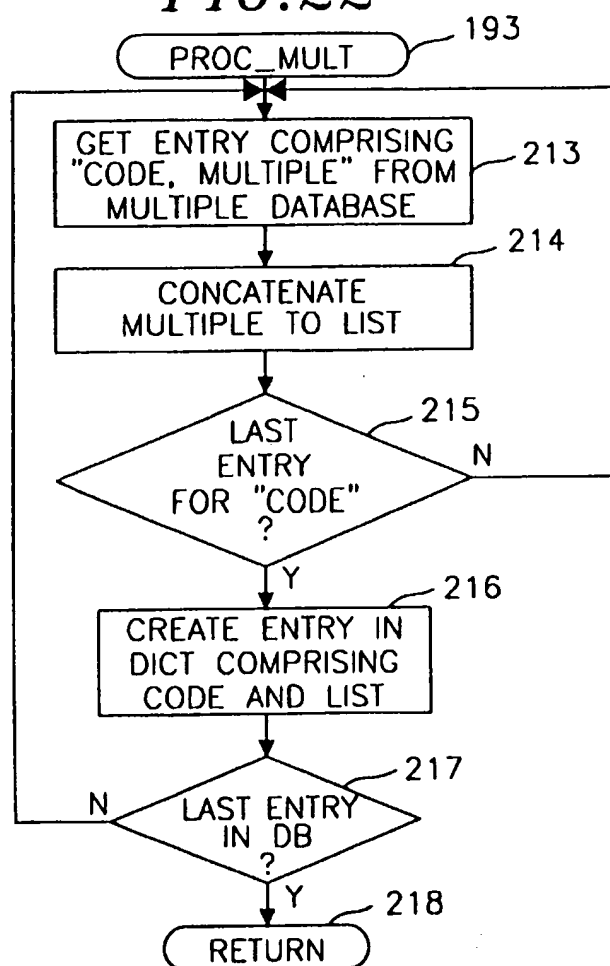 FIG.22
193
PROC_MULT
GET ENTRY COMPRISING
"CODE, MULTIPLE" FROM
MULTIPLE DATABASE
213
214
CONCATENATE
MULTIPLE TO LIST
215
LAST
ENTRY
FOR "CODE"
?
N
Y
216
CREATE ENTRY IN
DICT COMPRISING
CODE AND LIST
217
N
LAST ENTRY
IN DB
?
Y
218
RETURN